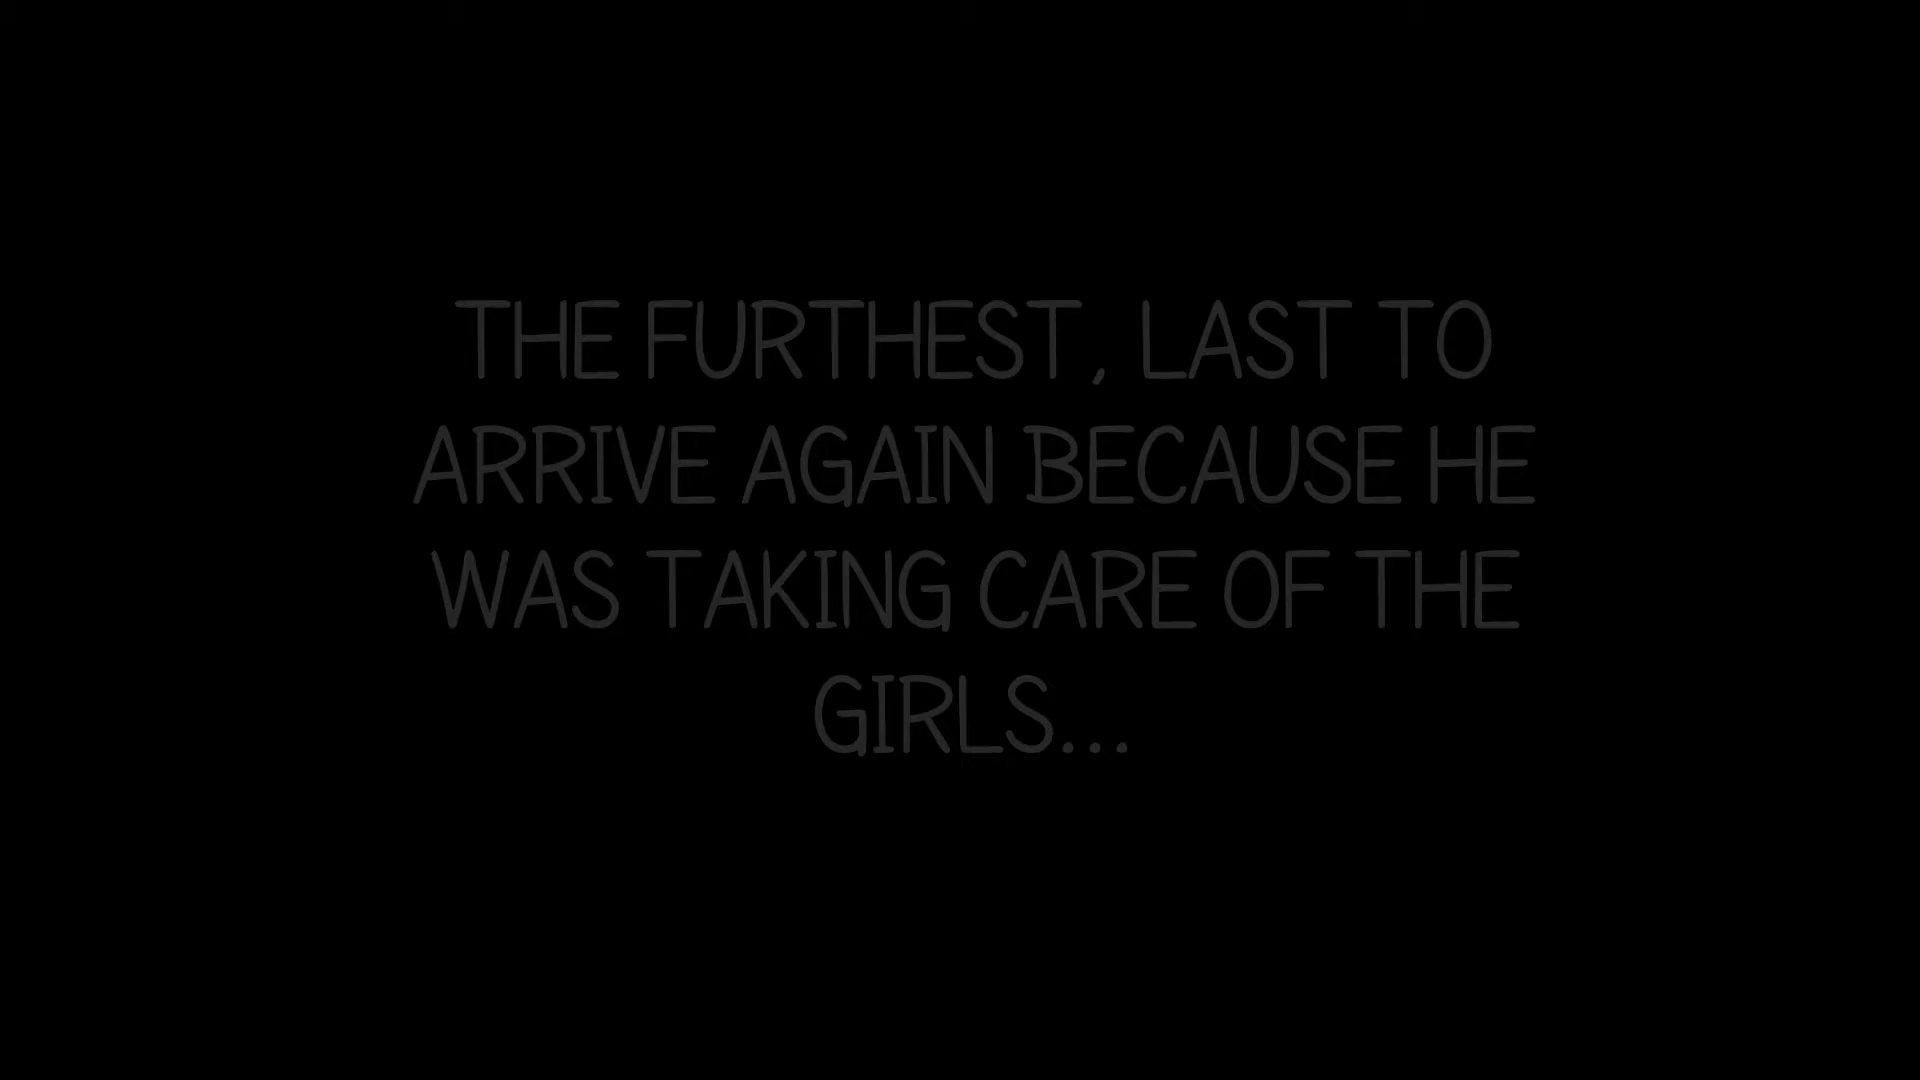 THE FURTHEST, LAST TO
ARRIVE AGAIN BECAUSE HE
WAS TAKING CARE OF THE
GIRLS...